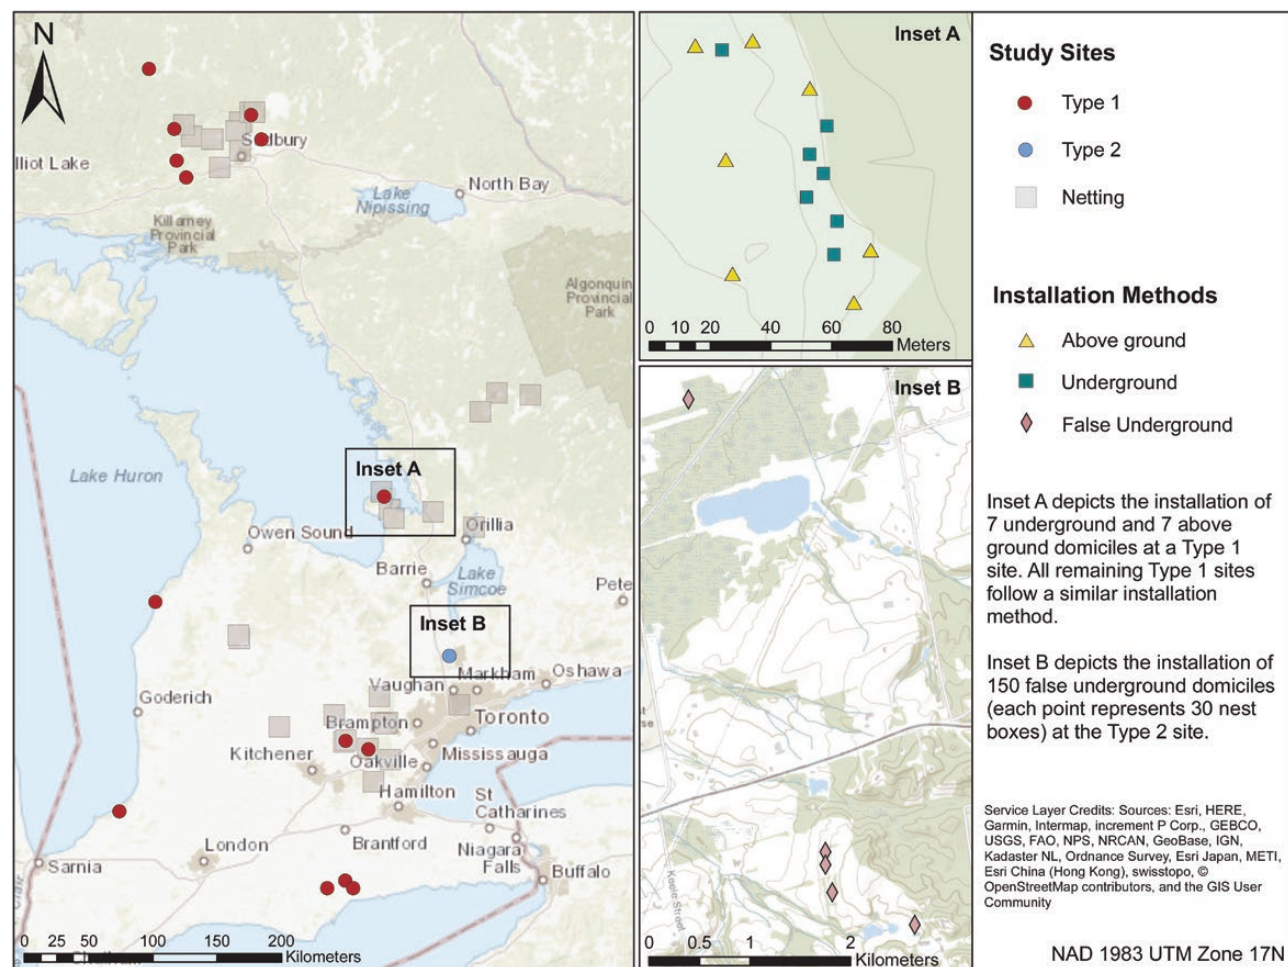 N
lliot Lake
Sudbury
North Bay
Lake
Nipissing
Killarney
Provincial
Park
Algonquin
Provincial
Park
Lake Huron
Inset A
Owen Sound
Orillia
Barrie
Lake
Simcoe
Pete
Inset B
Markham
Oshawa
Vaughan
Goderich
Brampton
Toronto
Kitchener
Mississauga
Oakville
Hamilton
St
Catharines
London
Brantford
Niagara
Falls
Sarnia
Buffalo
0 25 50 100 150 200
Kilometers
Inset A
0 10 20 40 60 80
Meters
Inset B
Keele Street
0 0.5 1 2
Kilometers
Study Sites
Type 1
Type 2
Netting
Installation Methods
Above ground
Underground
False Underground
Inset A depicts the installation of
7 underground and 7 above
ground domiciles at a Type 1
site. All remaining Type 1 sites
follow a similar installation
method.
Inset B depicts the installation of
150 false underground domiciles
(each point represents 30 nest
boxes) at the Type 2 site.
Service Layer Credits: Sources: Esri, HERE,
Garmin, Intermap, increment P Corp., GEBCO,
USGS, FAO, NPS, NRCAN, GeoBase, IGN,
Kadaster NL, Ordnance Survey, Esri Japan, METI,
Esri China (Hong Kong), swisstopo, ©
OpenStreetMap contributors, and the GIS User
Community
NAD 1983 UTM Zone 17N